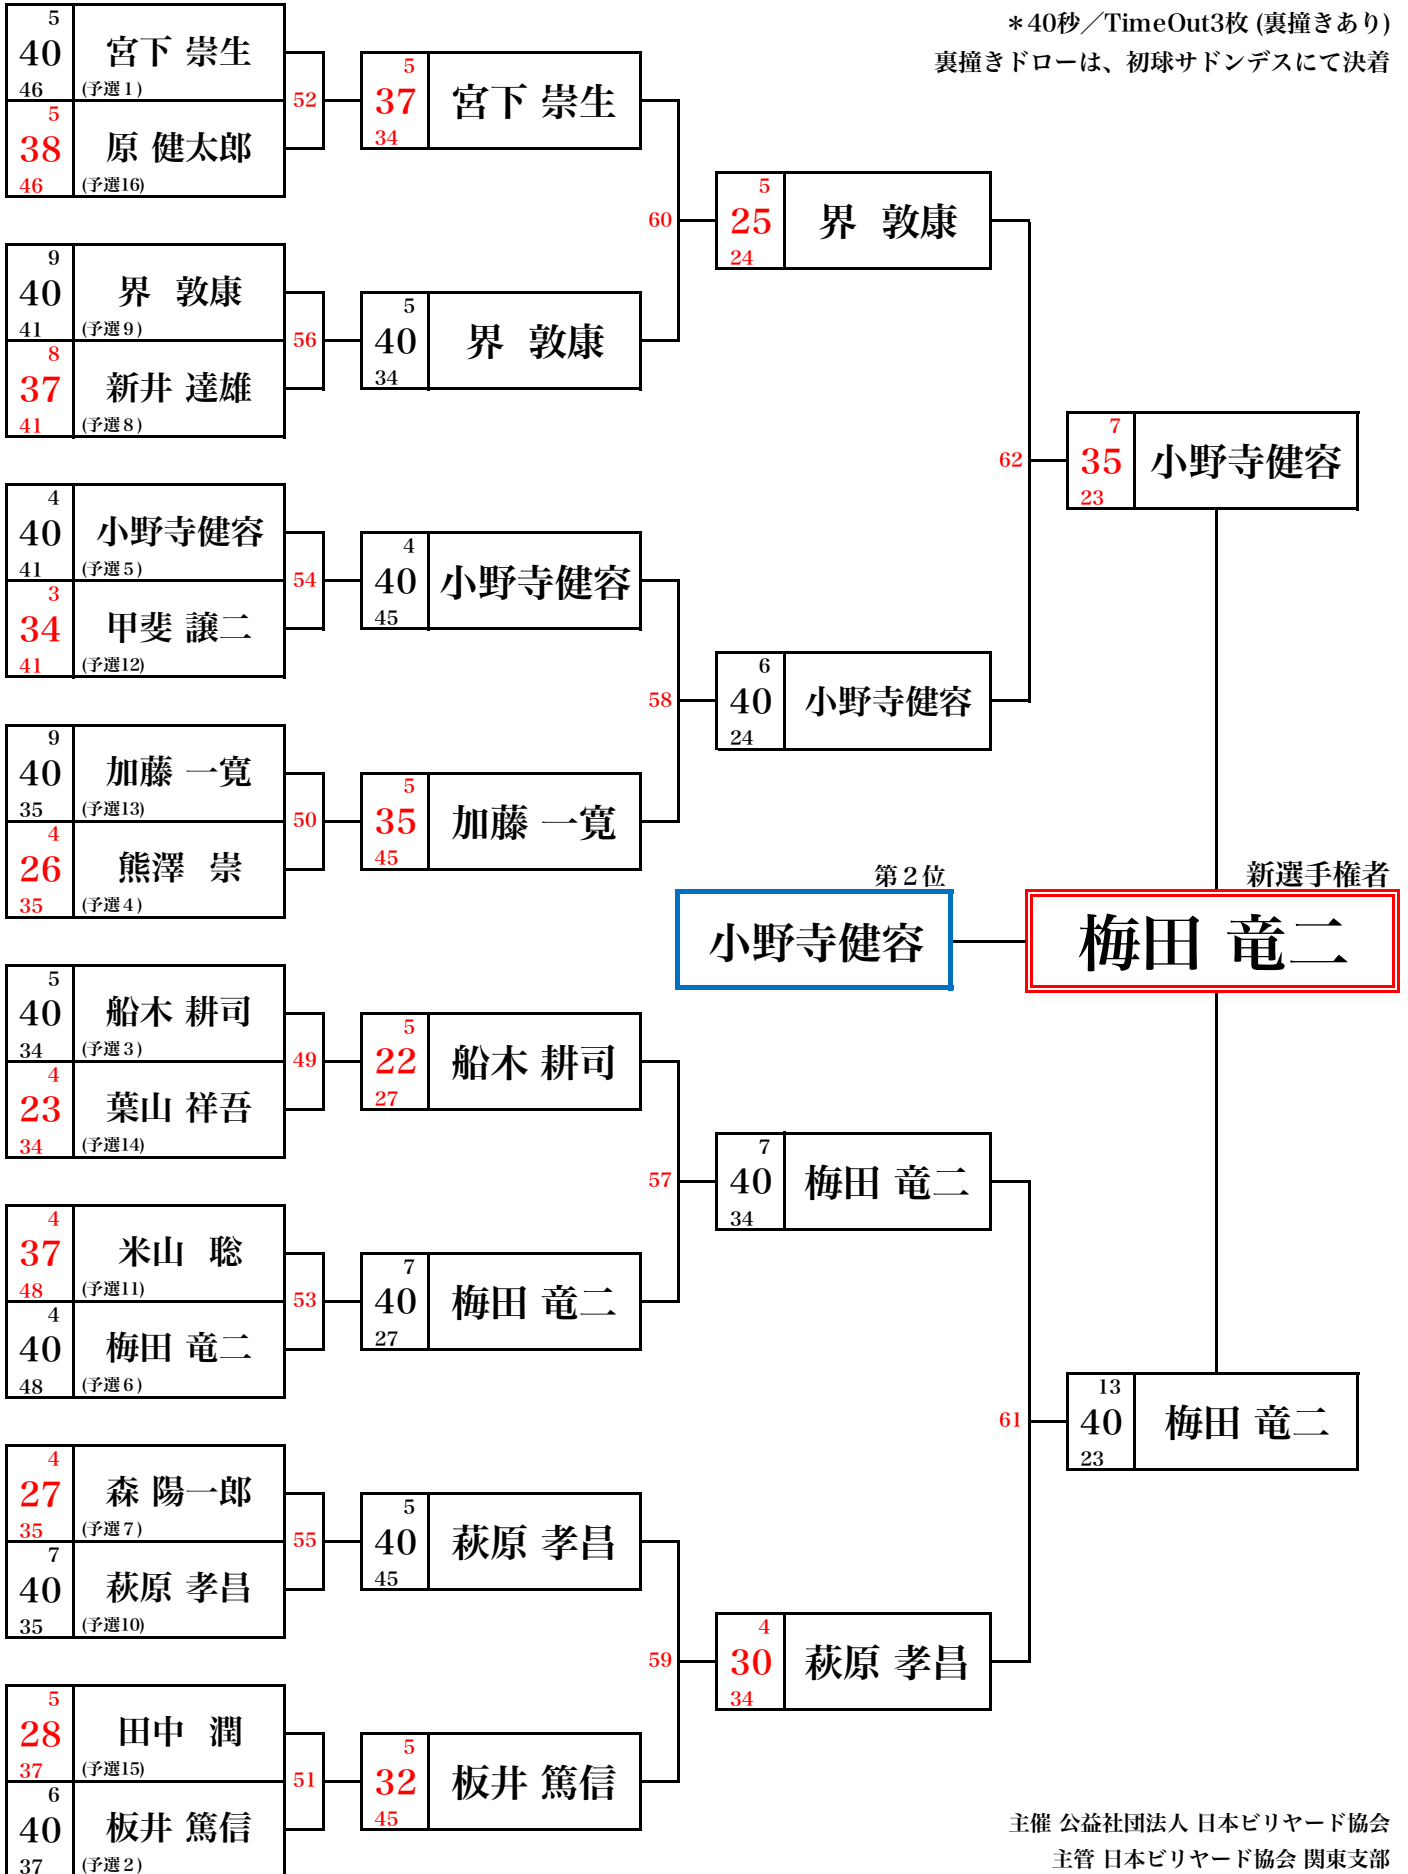 ＊40秒／TimeOut3枚 (裏撞きあり)
裏撞きドローは、初球サドンデスにて決着
5
40 宮下 崇生
46 (予選1)
52
5
38 原 健太郎
46 (予選16)
5
37 宮下 崇生
34
60
9
40 界 敦康
41 (予選9)
56
8
37 新井 達雄
41 (予選8)
5
40 界 敦康
34
5
25 界 敦康
24
62
4
40 小野寺健容
41 (予選5)
54
3
34 甲斐 譲二
41 (予選12)
4
40 小野寺健容
45
58
9
40 加藤 一寛
35 (予選13)
50
4
26 熊澤 崇
35 (予選4)
5
35 加藤 一寛
45
6
40 小野寺健容
24
7
35 小野寺健容
23
第２位
小野寺健容
新選手権者
梅田 竜二
5
40 船木 耕司
34 (予選3)
49
4
23 葉山 祥吾
34 (予選14)
5
22 船木 耕司
27
57
4
37 米山 聡
48 (予選11)
53
4
40 梅田 竜二
48 (予選6)
7
40 梅田 竜二
27
7
40 梅田 竜二
34
61
13
40 梅田 竜二
23
4
27 森 陽一郎
35 (予選7)
55
7
40 萩原 孝昌
35 (予選10)
5
40 萩原 孝昌
45
59
4
30 萩原 孝昌
34
5
28 田中 潤
37 (予選15)
51
6
40 板井 篤信
37 (予選2)
5
32 板井 篤信
45
主催 公益社団法人 日本ビリヤード協会
主管 日本ビリヤード協会 関東支部